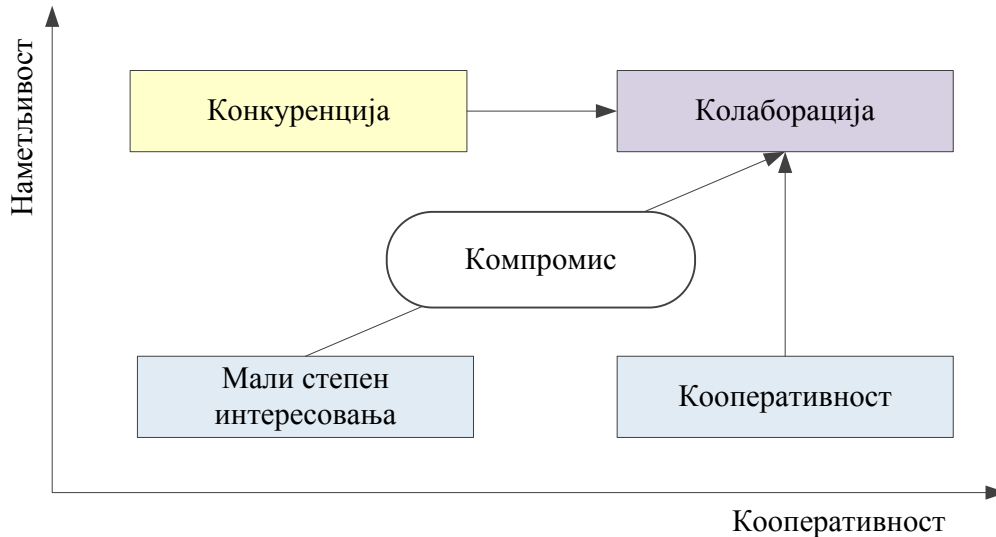 Наметљивост
Конкуренција
Колаборација
Компромис
Мали степен
интересовања
Кооперативност
Кооперативност